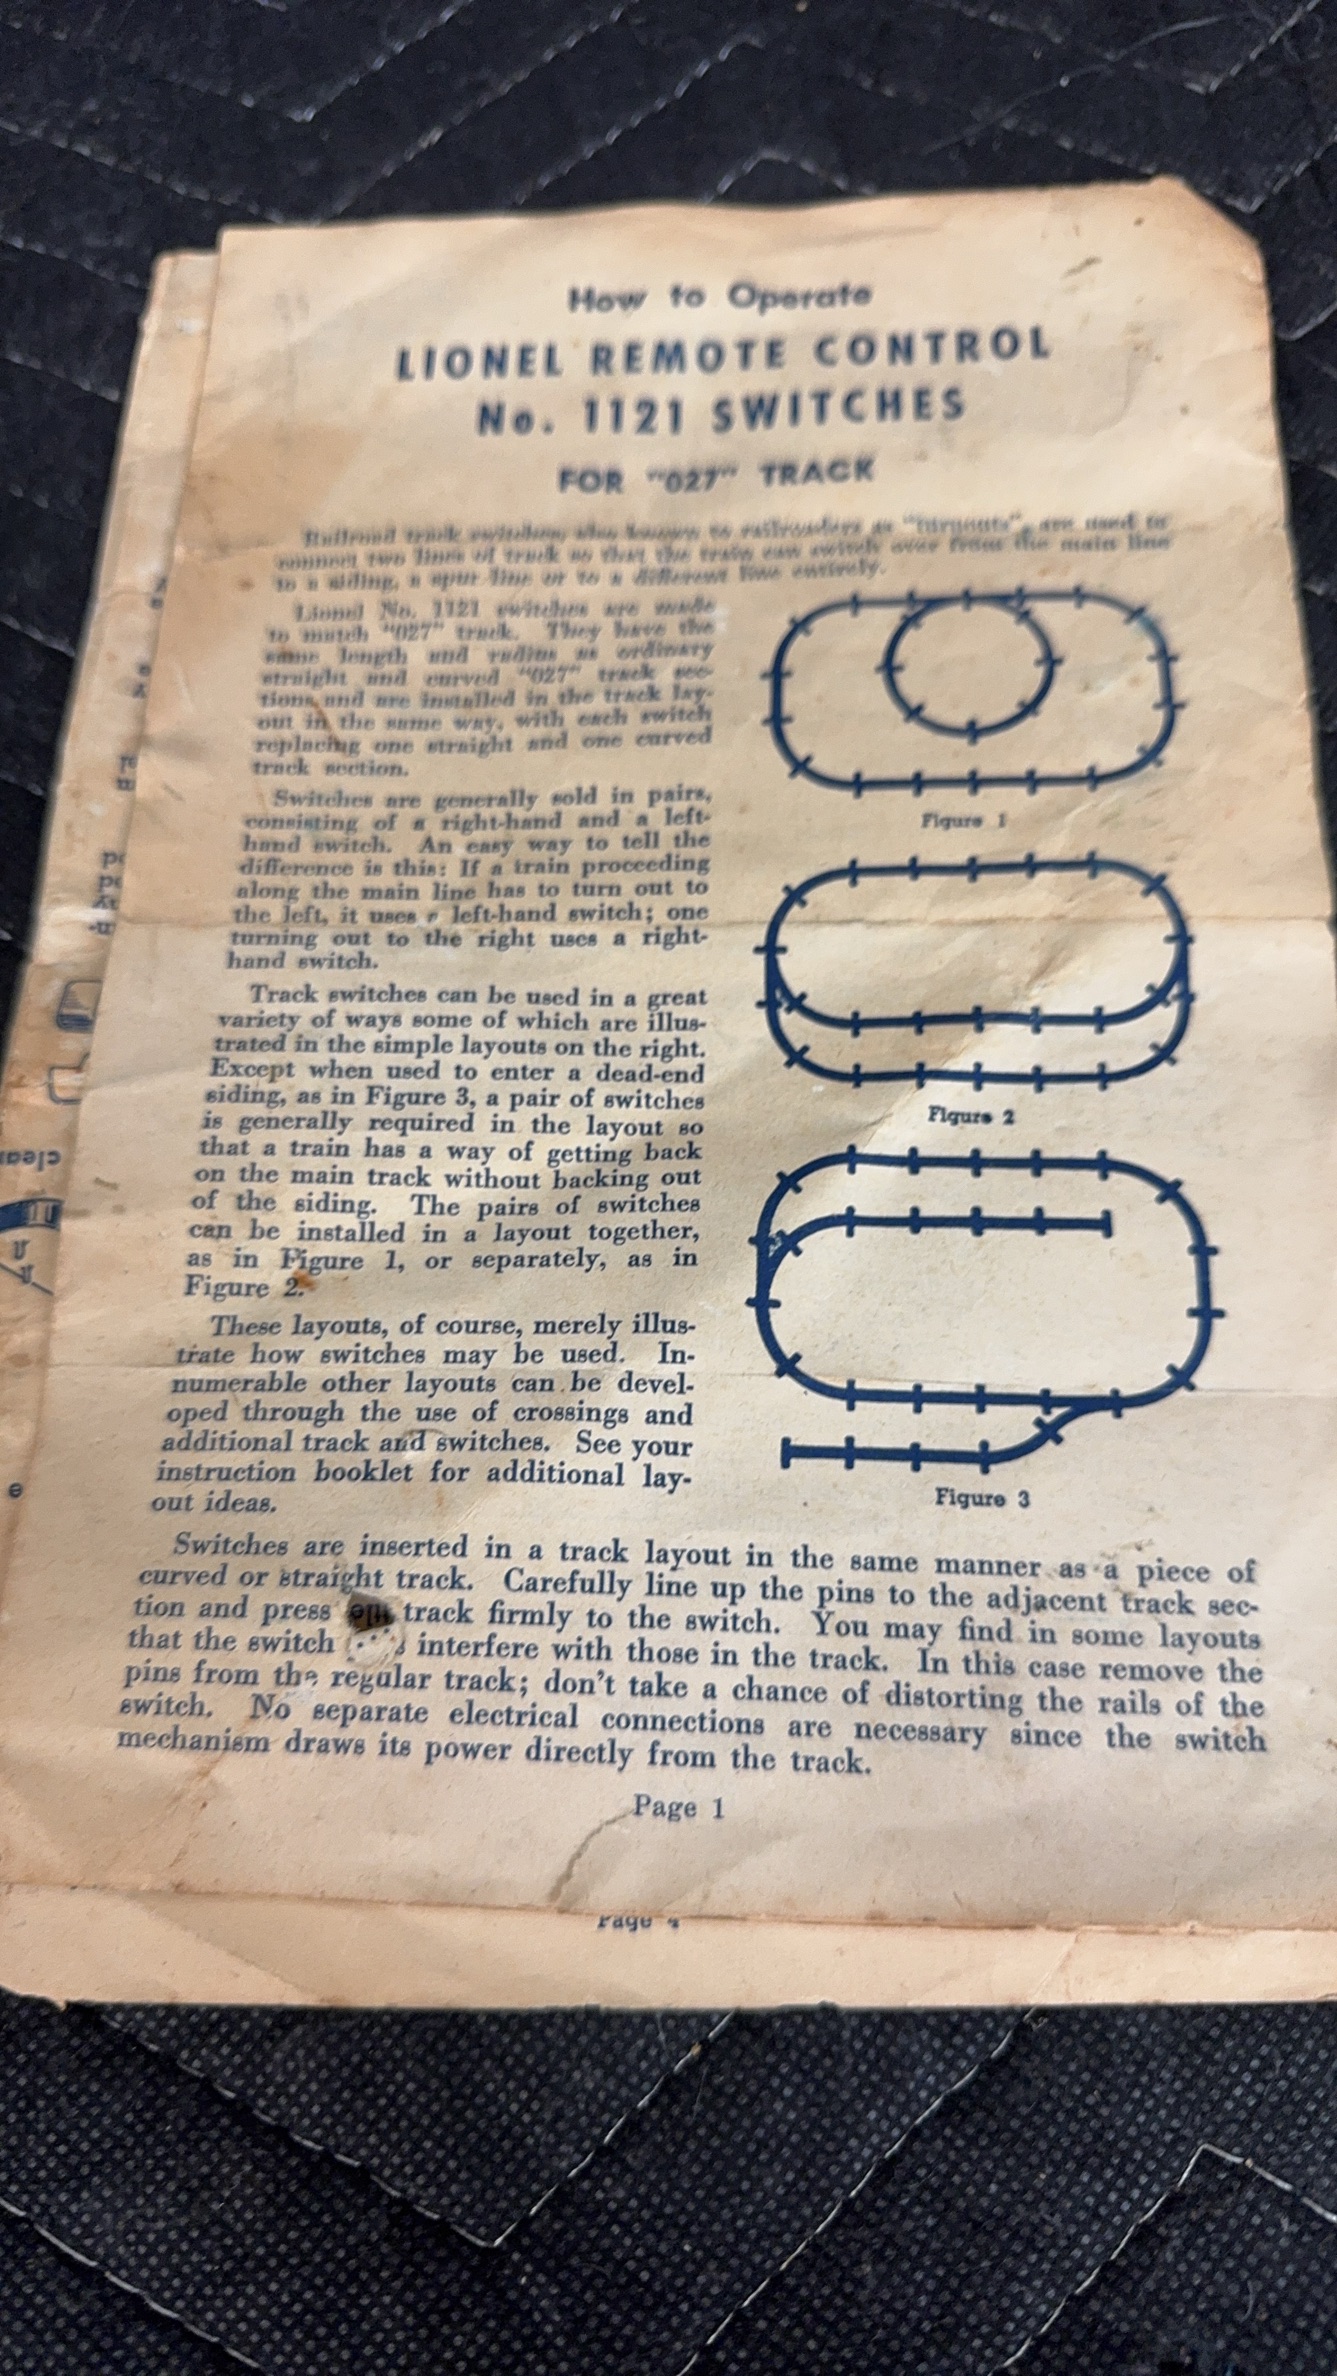 How to Operate
LIONEL REMOTE CONTROL
No. 1121 SWITCHES
FOR "027" TRACK
Railroad track switches, also known to railroaders as "turnouts", are used to
connect two lines of track so that the train can switch over from the main line
to a siding, a spur line or to a different line entirely.
Lionel No. 1121 switches are made
to match "027" track. They have the
same length and radius as ordinary
straight and curved "027" track sec-
tions and are installed in the track lay-
out in the same way, with each switch
replacing one straight and one curved
track section.
Switches are generally sold in pairs,
consisting of a right-hand and a left-
hand switch. An easy way to tell the
difference is this: If a train proceeding
along the main line has to turn out to
the left, it uses a left-hand switch; one
turning out to the right uses a right-
hand switch.
Track switches can be used in a great
variety of ways some of which are illus-
trated in the simple layouts on the right.
Except when used to enter a dead-end
siding, as in Figure 3, a pair of switches
is generally required in the layout so
that a train has a way of getting back
on the main track without backing out
of the siding. The pairs of switches
can be installed in a layout together,
as in Figure 1, or separately, as in
Figure 2.
These layouts, of course, merely illus-
trate how switches may be used. In-
numerable other layouts can be devel-
oped through the use of crossings and
additional track and switches. See your
instruction booklet for additional lay-
out ideas.
Figure 1
Figure 2
Figure 3
Switches are inserted in a track layout in the same manner as a piece of
curved or straight track. Carefully line up the pins to the adjacent track sec-
tion and press track firmly to the switch. You may find in some layouts
that the switch interfere with those in the track. In this case remove the
pins from the regular track; don't take a chance of distorting the rails of the
switch. No separate electrical connections are necessary since the switch
mechanism draws its power directly from the track.
Page 1
Page 4